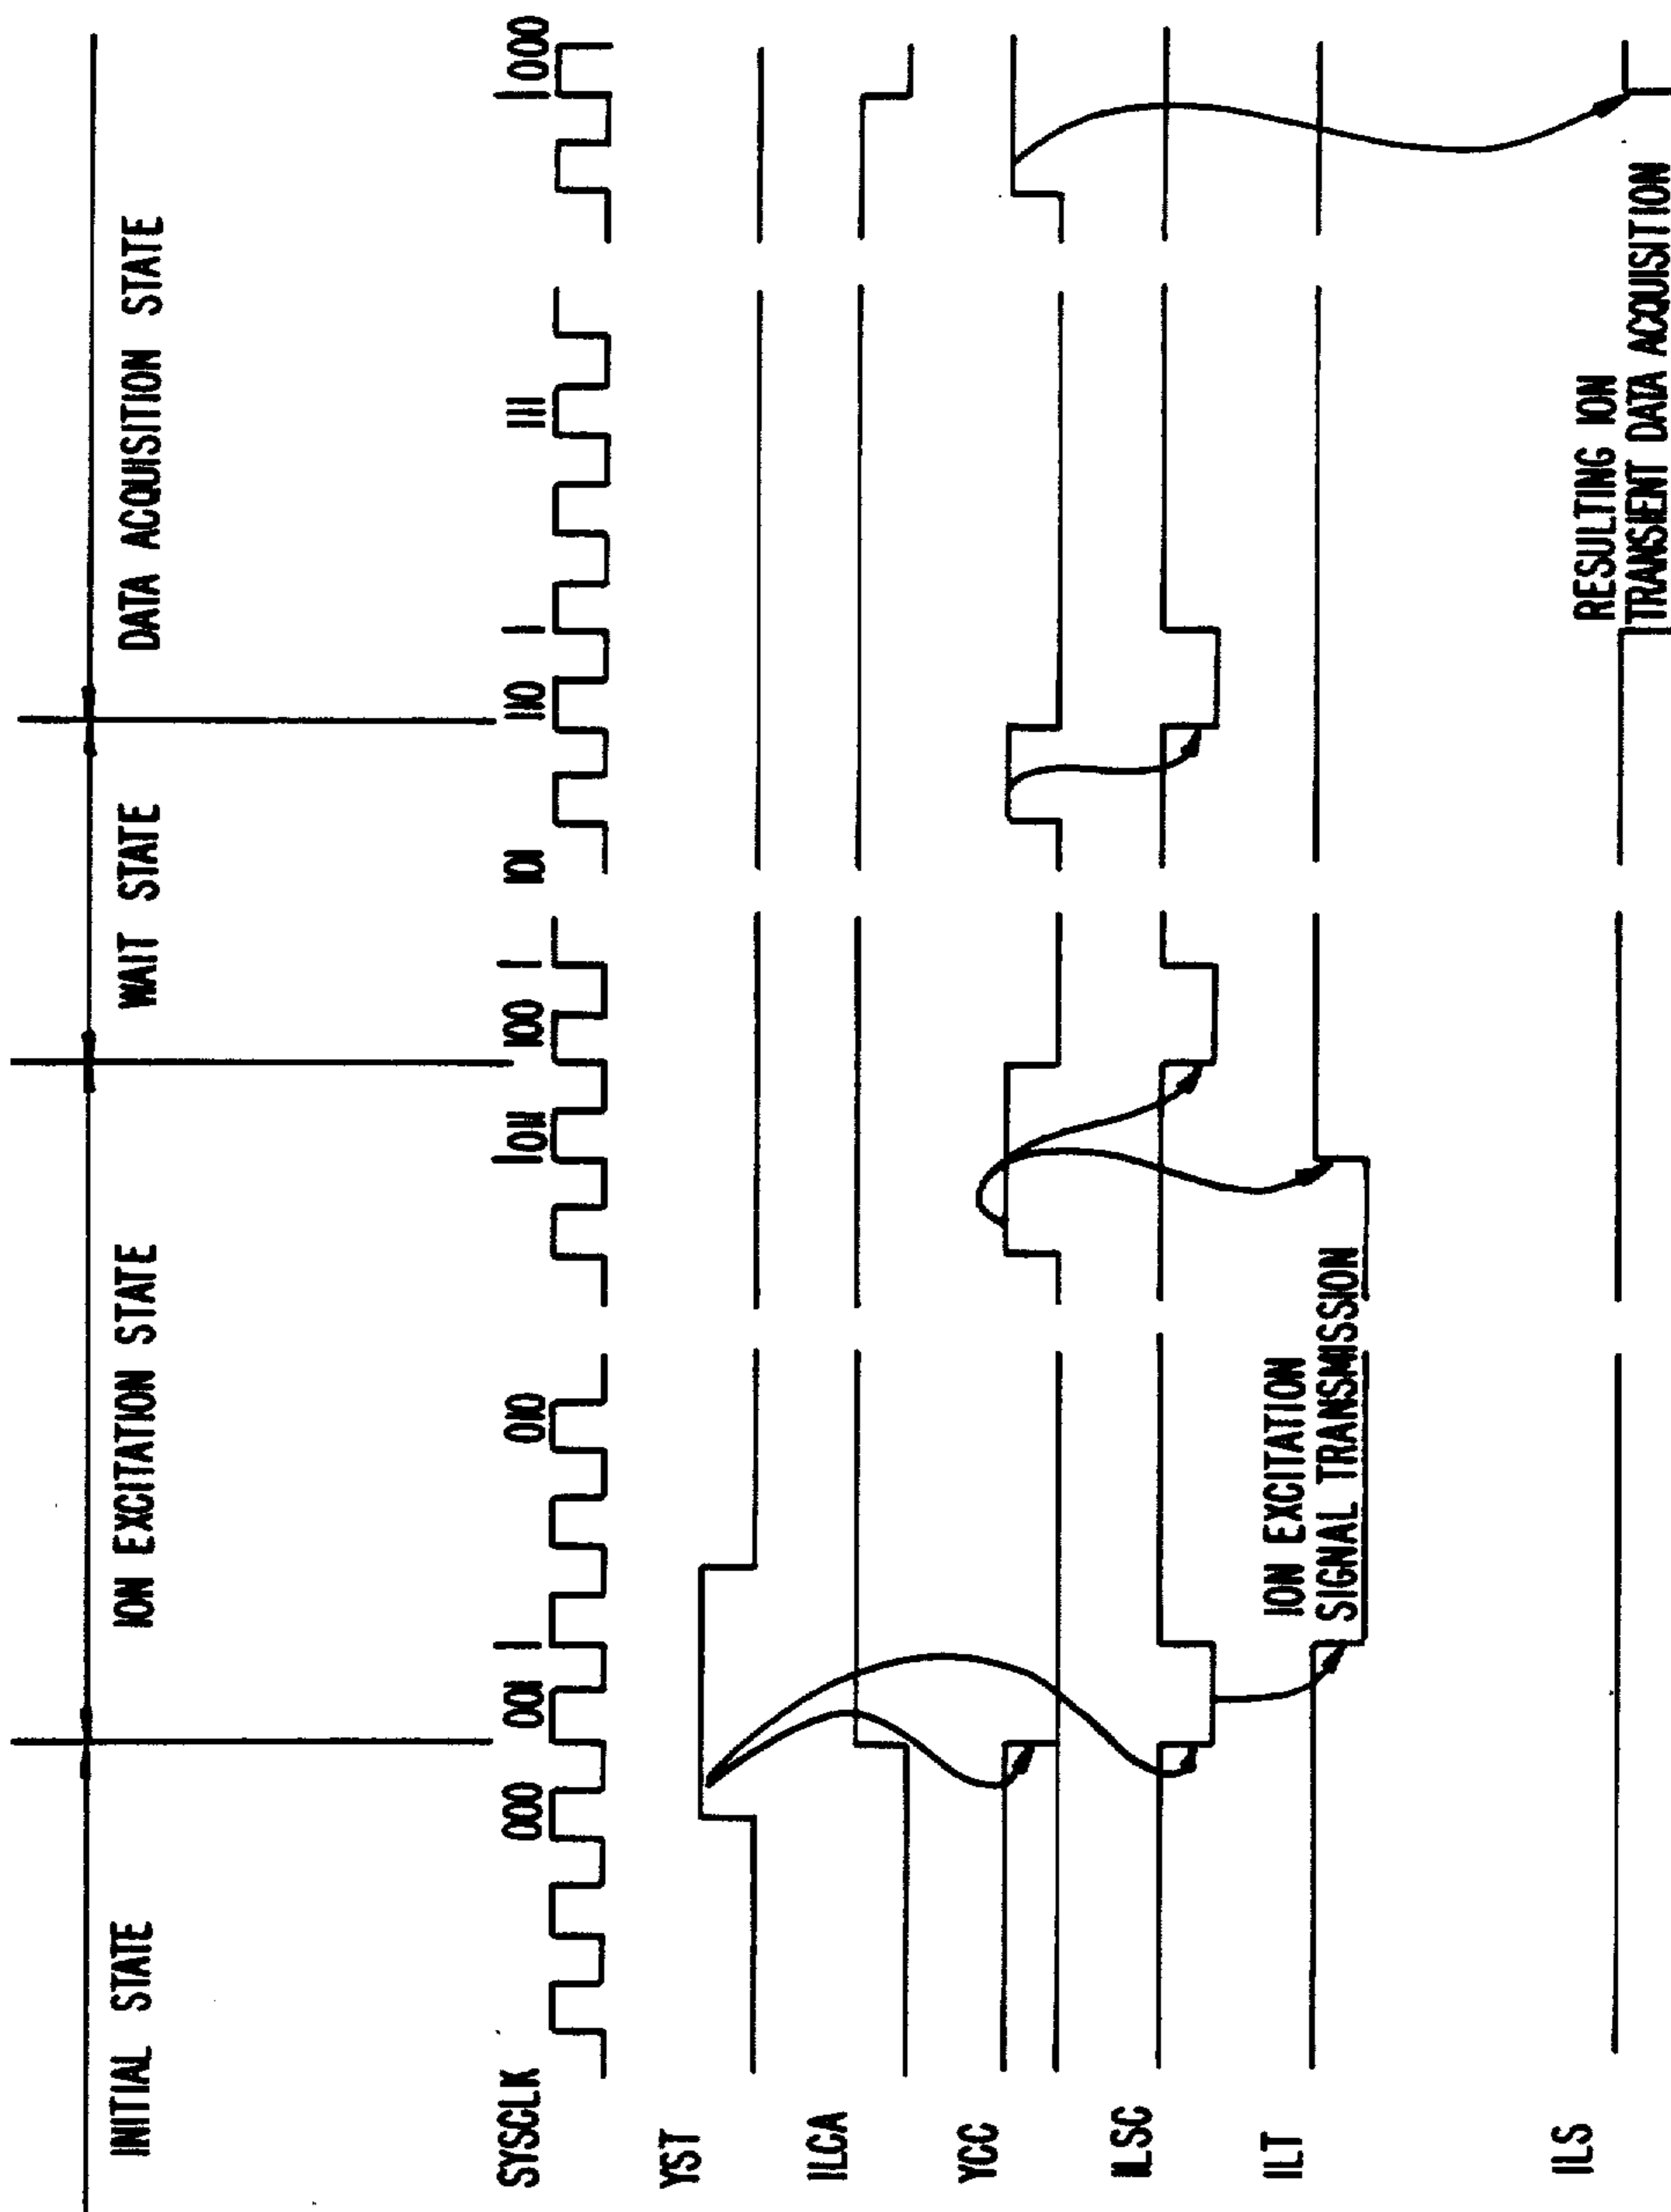 INITIAL STATE
ION EXCITATION STATE
WAIT STATE
DATA ACQUISITION STATE
SYSCLK
000
001
010
011
100
101
110
111
000
YST
ILCA
YCC
ILSC
ILT
ION EXCITATION
SIGNAL TRANSMISSION
ILS
RESULTING ION
TRANSIENT DATA ACQUISITION